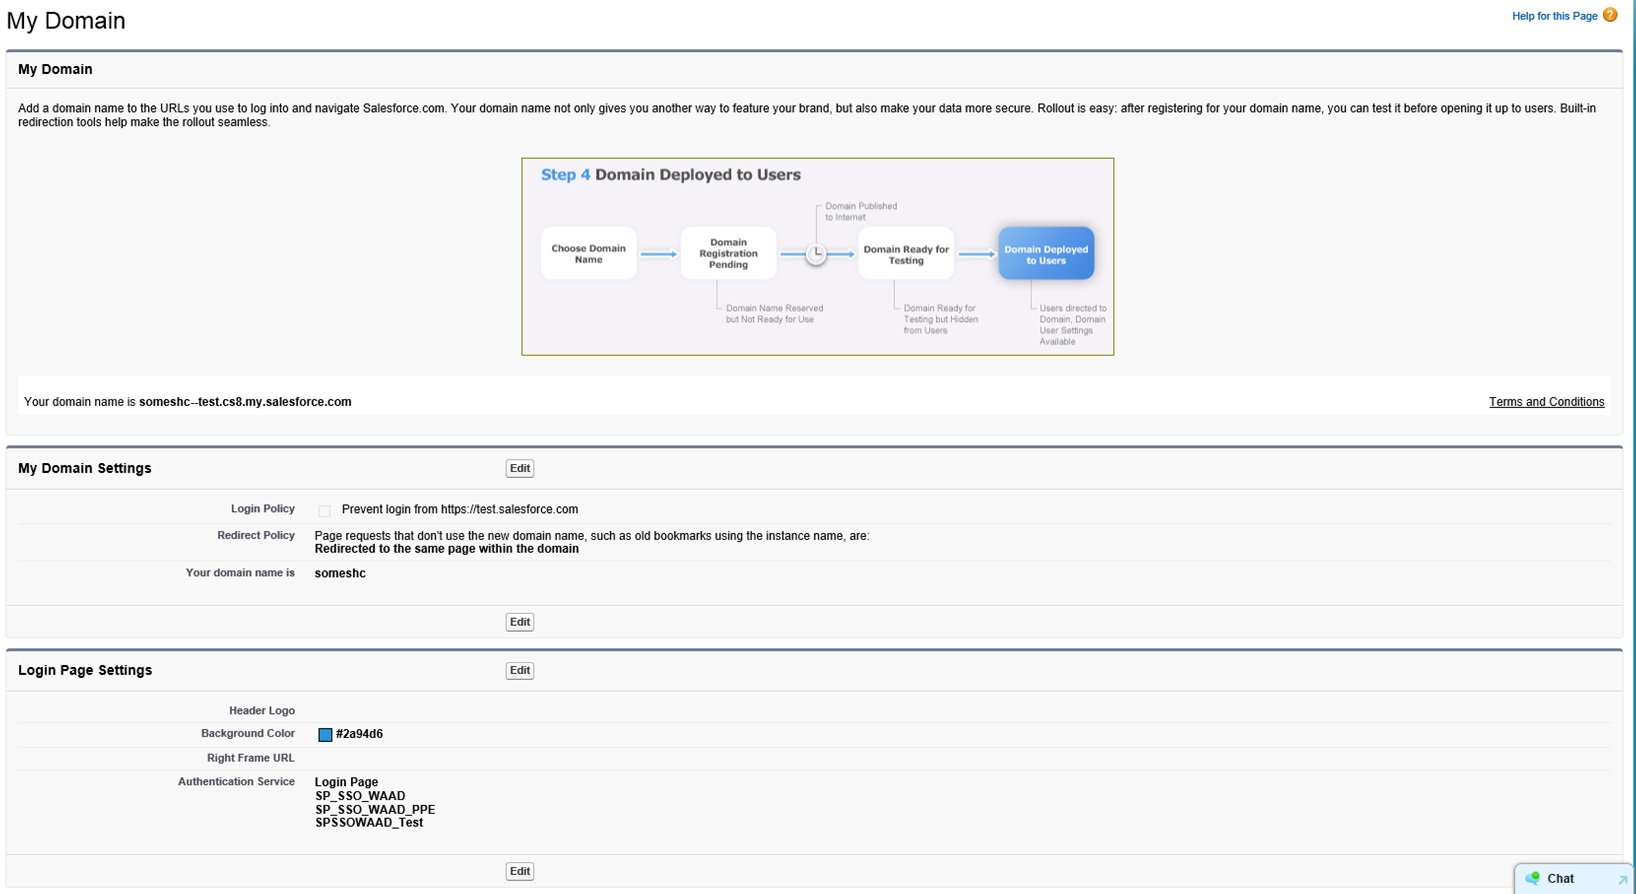 My Domain
Help for this Page
?
My Domain
Add a domain name to the URLs you use to log into and navigate Salesforce.com. Your domain name not only gives you another way to feature your brand, but also make your data more secure. Rollout is easy: after registering for your domain name, you can test it before opening it up to users. Built-in
redirection tools help make the rollout seamless.
Step 4 Domain Deployed to Users
Domain Published
to Internet
Choose Domain
Name
Domain
Registration
Pending
Domain Ready for
Testing
Domain Deployed
to Users
Domain Name Reserved
but Not Ready for Use
Domain Ready for
Testing but Hidden
from Users
Users directed to
Domain, Domain
User Settings
Available
Your domain name is someshc--test.cs8.my.salesforce.com
Terms and Conditions
My Domain Settings
Edit
Login Policy
Prevent login from https://test.salesforce.com
Redirect Policy
Page requests that don't use the new domain name, such as old bookmarks using the instance name, are:
Redirected to the same page within the domain
Your domain name is
someshc
Edit
Login Page Settings
Edit
Header Logo
Background Color
#2a94d6
Right Frame URL
Authentication Service
Login Page
SP_SSO_WAAD
SP_SSO_WAAD_PPE
SPSSOWAAD_Test
Edit
Chat